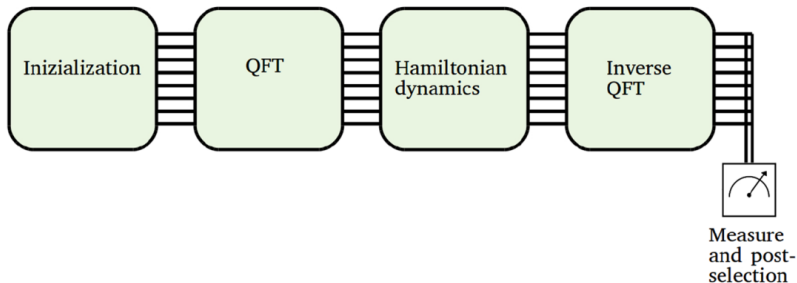 Inizialization
QFT
Hamiltonian
dynamics
Inverse
QFT
Measure
and post-
selection